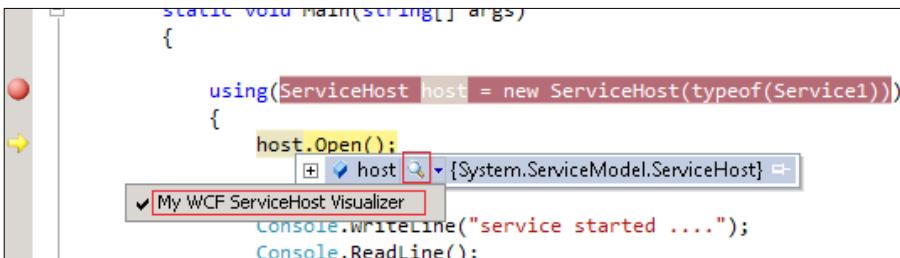 static void Main(string[] args)
{
using(ServiceHost host = new ServiceHost(typeof(Service1)))
{
host.Open();
host {System.ServiceModel.ServiceHost}
My WCF ServiceHost Visualizer
Console.WriteLine("service started ....");
Console.ReadLine();